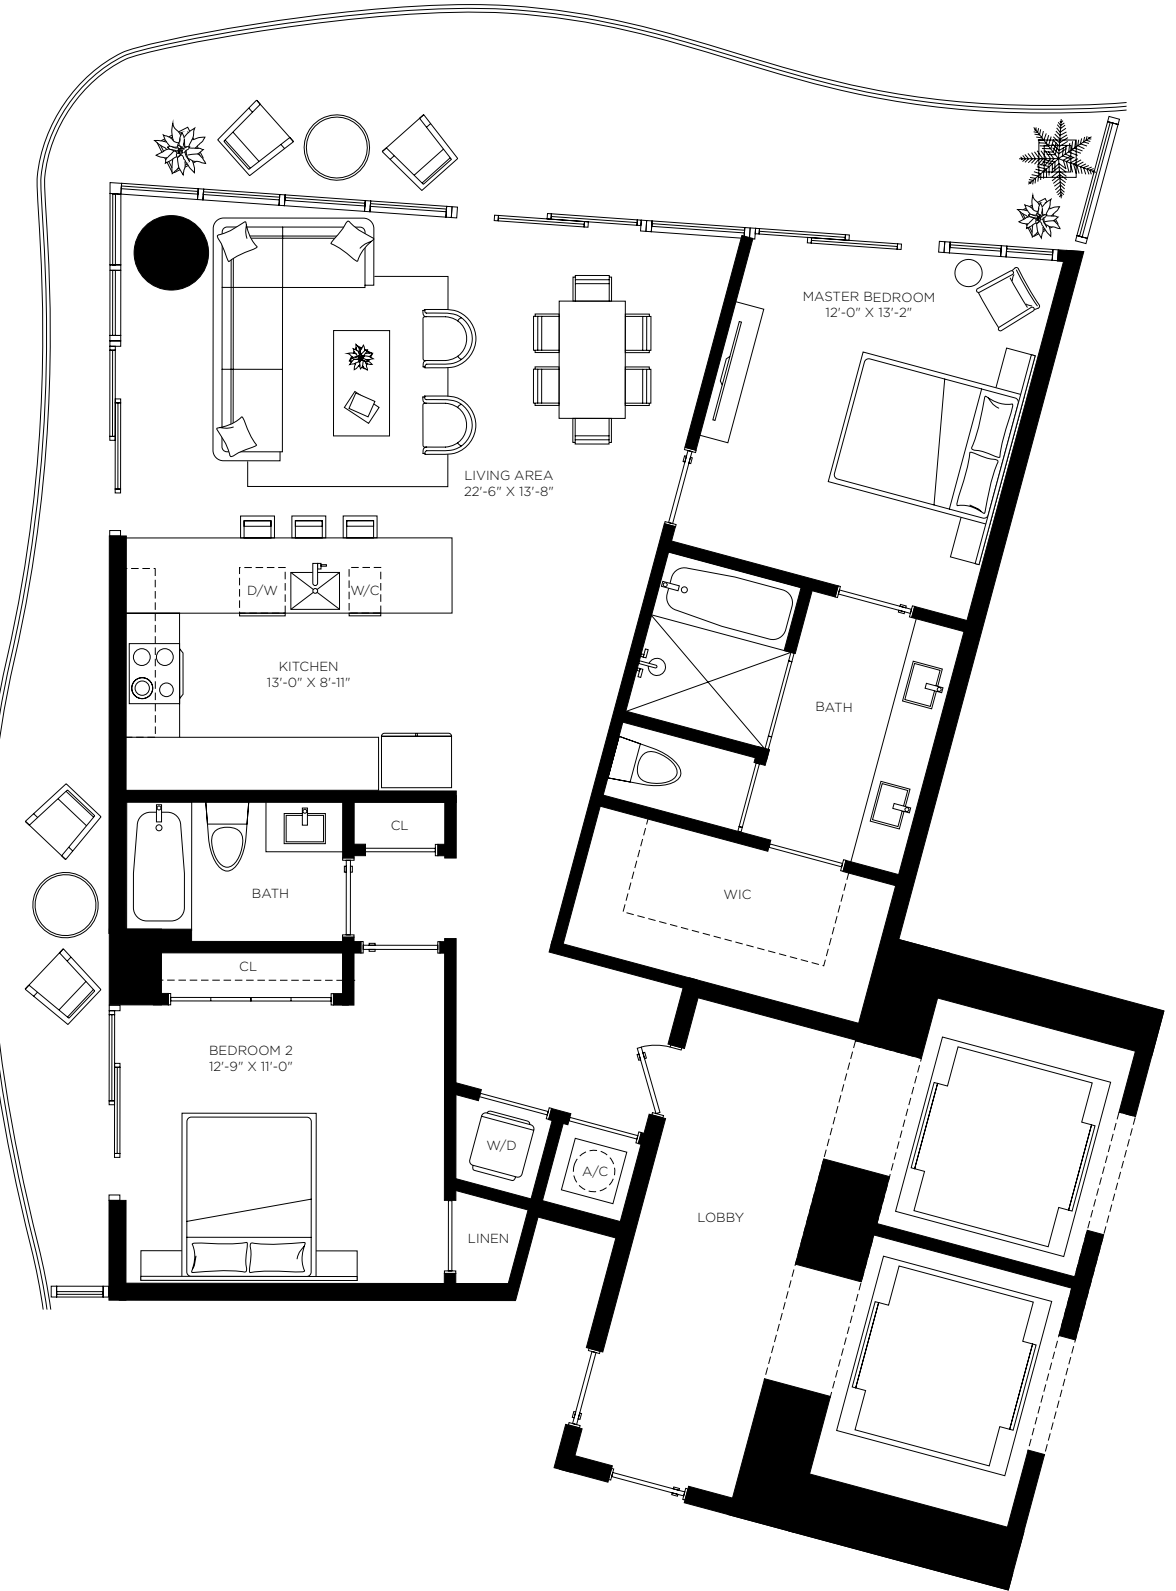 MASTER BEDROOM
12'-0" X 13'-2"
LIVING AREA
22'-6" X 13'-8"
D/W
W/C
KITCHEN
13'-0" X 8'-11"
BATH
CL
BATH
WIC
CL
BEDROOM 2
12'-9" X 11'-0"
W/D
A/C
LOBBY
LINEN